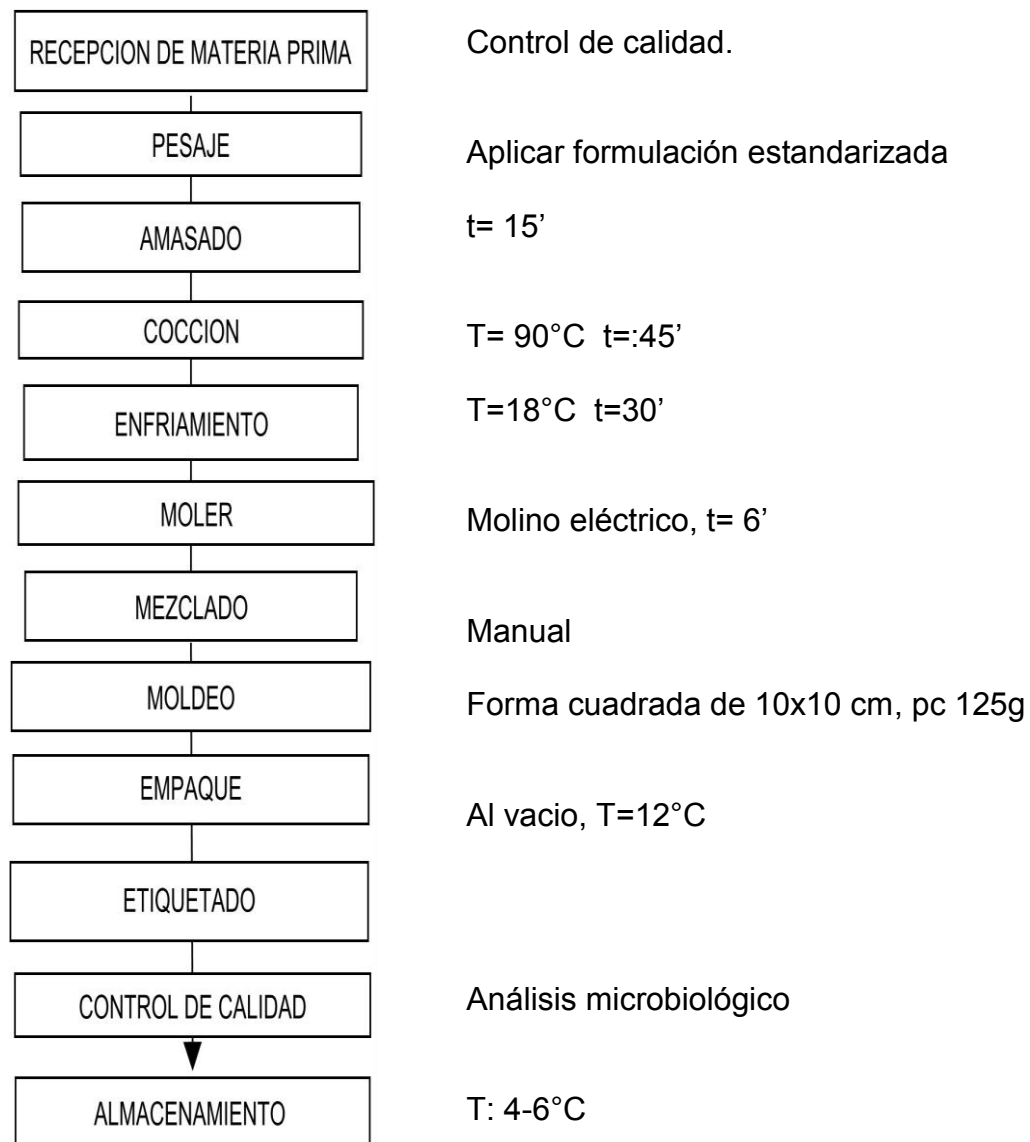 RECEPCION DE MATERIA PRIMA
Control de calidad.
PESAJE
Aplicar formulación estandarizada
AMASADO
t= 15’
COCCION
T= 90°C t=:45’
ENFRIAMIENTO
T=18°C t=30’
MOLER
Molino eléctrico, t= 6’
MEZCLADO
Manual
MOLDEO
Forma cuadrada de 10x10 cm, pc 125g
EMPAQUE
Al vacio, T=12°C
ETIQUETADO
CONTROL DE CALIDAD
Análisis microbiológico
ALMACENAMIENTO
T: 4-6°C